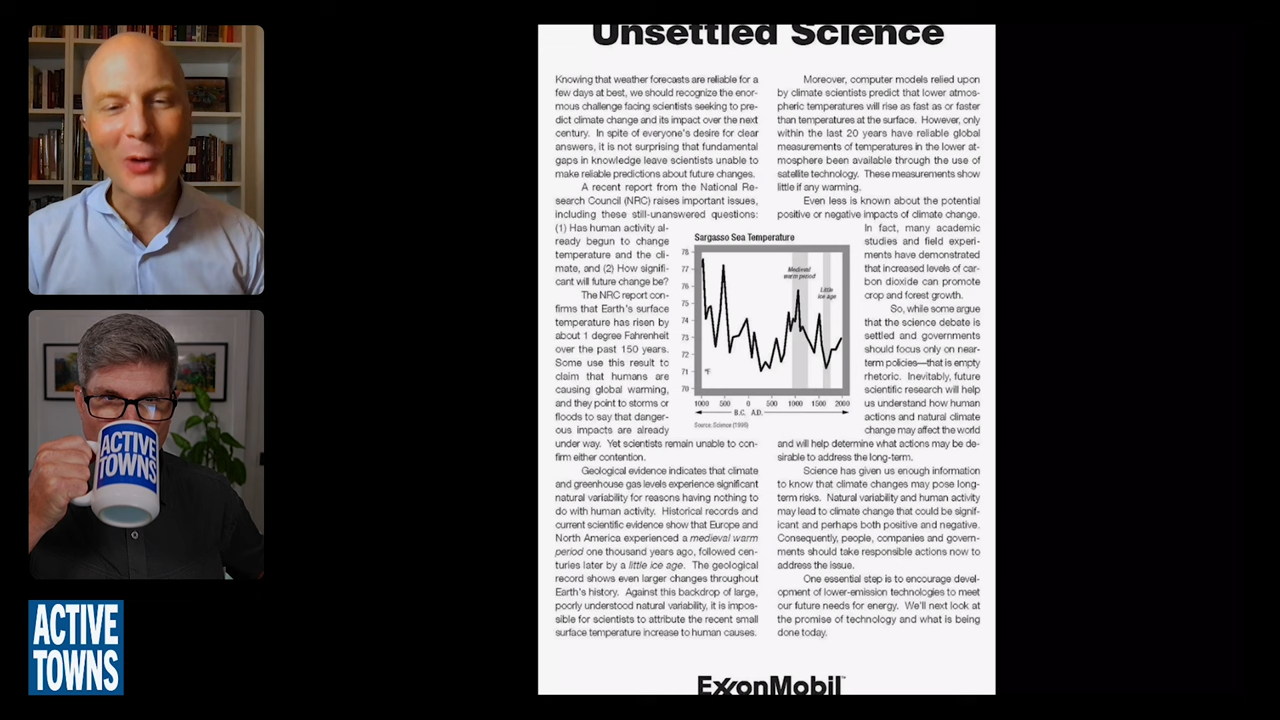 ACTIVE
TOWNS
ACTIVE
TOWNS
Unsettled Science
Knowing that weather forecasts are reliable for a
few days at best, we should recognize the enor-
mous challenge facing scientists seeking to pre-
dict climate change and its impact over the next
century. In spite of everyone's desire for clear
answers, it is not surprising that fundamental
gaps in knowledge leave scientists unable to
make reliable predictions about future changes.
A recent report from the National Re-
search Council (NRC) raises important issues,
including these still-unanswered questions:
(1) Has human activity al-
ready begun to change
temperature and the cli-
mate, and (2) How signifi-
cant will future change be?
The NRC report con-
firms that Earth's surface
temperature has risen by
about 1 degree Fahrenheit
over the past 150 years.
Some use this result to
claim that humans are
causing global warming,
and they point to storms or
floods to say that danger-
ous impacts are already
under way. Yet scientists remain unable to con-
firm either contention.
Geological evidence indicates that climate
and greenhouse gas levels experience significant
natural variability for reasons having nothing to
do with human activity. Historical records and
current scientific evidence show that Europe and
North America experienced a medieval warm
period one thousand years ago, followed cen-
turies later by a little ice age. The geological
record shows even larger changes throughout
Earth's history. Against this backdrop of large,
poorly understood natural variability, it is impos-
sible for scientists to attribute the recent small
surface temperature increase to human causes.
Sargasso Sea Temperature
78
77
76
75
74
73
72
71
70
Medieval
warm period
Little
ice age
°F
1000 500 0 500 1000 1500 2000
B.C. A.D.
Source: Science (1996)
Moreover, computer models relied upon
by climate scientists predict that lower atmos-
pheric temperatures will rise as fast as or faster
than temperatures at the surface. However, only
within the last 20 years have reliable global
measurements of temperatures in the lower at-
mosphere been available through the use of
satellite technology. These measurements show
little if any warming.
Even less is known about the potential
positive or negative impacts of climate change.
In fact, many academic
studies and field experi-
ments have demonstrated
that increased levels of car-
bon dioxide can promote
crop and forest growth.
So, while some argue
that the science debate is
settled and governments
should focus only on near-
term policies—that is empty
rhetoric. Inevitably, future
scientific research will help
us understand how human
actions and natural climate
change may affect the world
and will help determine what actions may be de-
sirable to address the long-term.
Science has given us enough information
to know that climate changes may pose long-
term risks. Natural variability and human activity
may lead to climate change that could be signif-
icant and perhaps both positive and negative.
Consequently, people, companies and govern-
ments should take responsible actions now to
address the issue.
One essential step is to encourage devel-
opment of lower-emission technologies to meet
our future needs for energy. We'll next look at
the promise of technology and what is being
done today.
ExxonMobil™